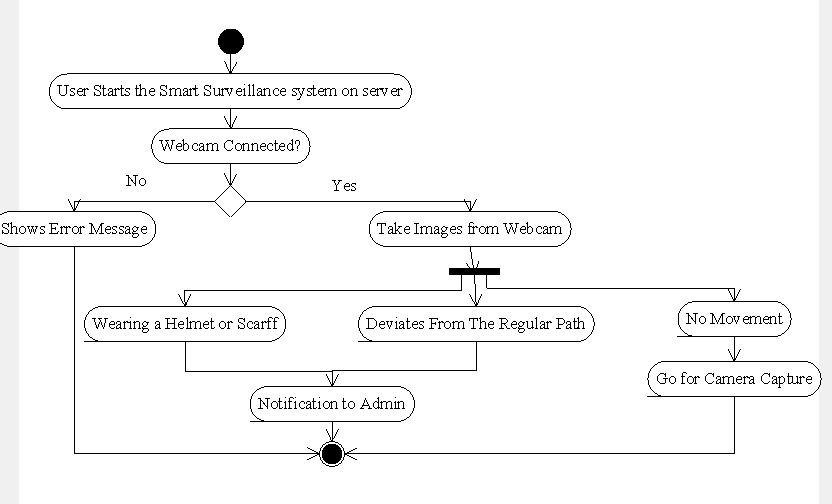 User Starts the Smart Surveillance system on server
Webcam Connected?
No
Yes
Shows Error Message
Take Images from Webcam
Wearing a Helmet or Scarff
Deviates From The Regular Path
No Movement
Go for Camera Capture
Notification to Admin